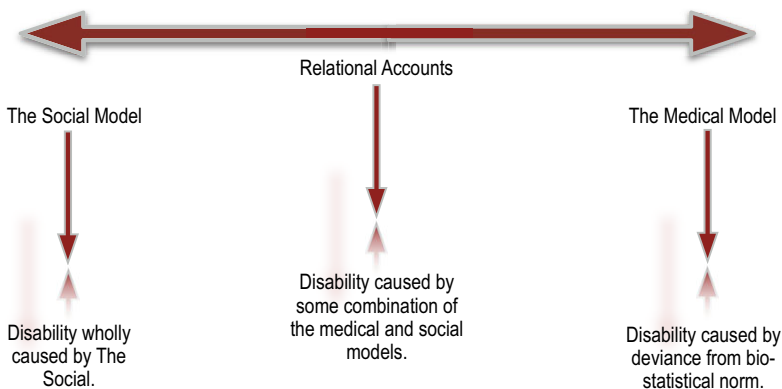 Relational Accounts
The Social Model
The Medical Model
Disability caused by
some combination of
the medical and social
models.
Disability wholly
caused by The
Social.
Disability caused by
deviance from bio-
statistical norm.